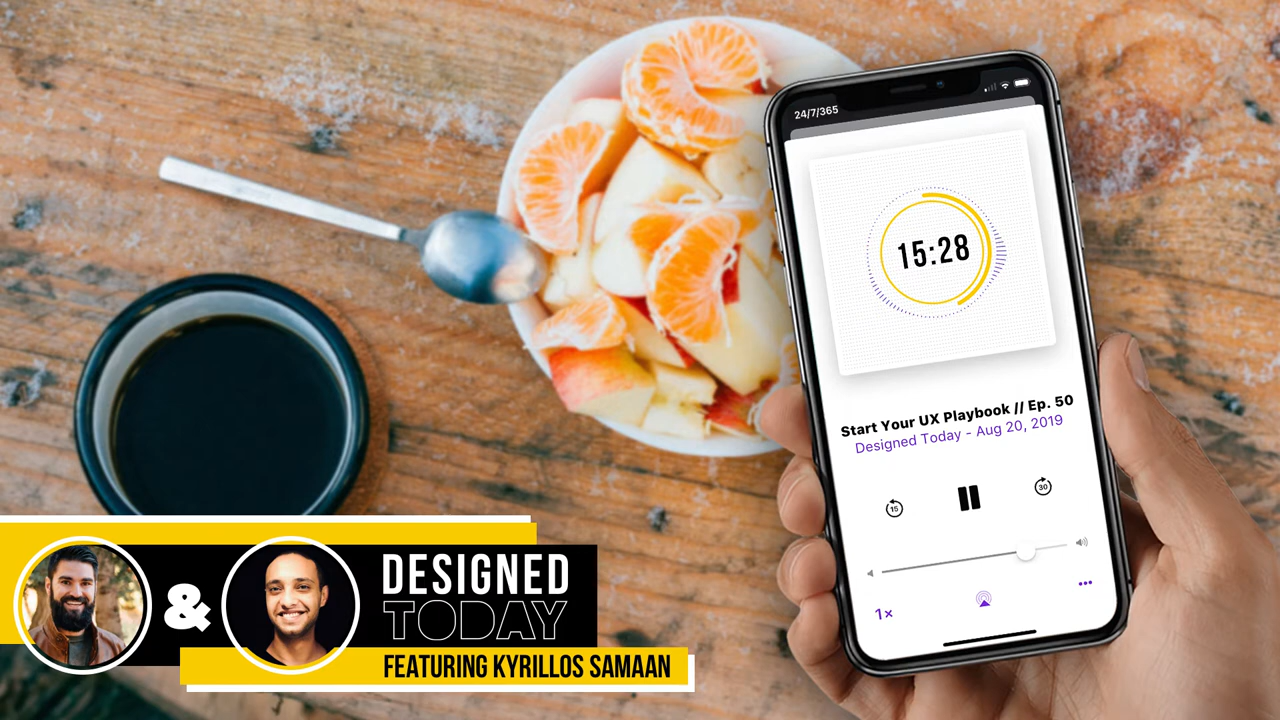 24/7/365
15:28
Start Your UX Playbook // Ep. 50
Designed Today - Aug 20, 2019
15
30
1×
&
DESIGNED
TODAY
FEATURING KYRILLOS SAMAAN